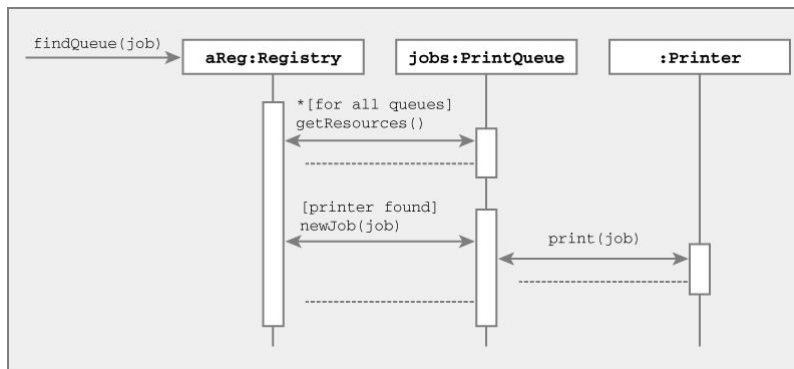 findQueue(job)
aReg:Registry
jobs:PrintQueue
:Printer
*[for all queues]
getResources()
[printer found]
newJob(job)
print(job)